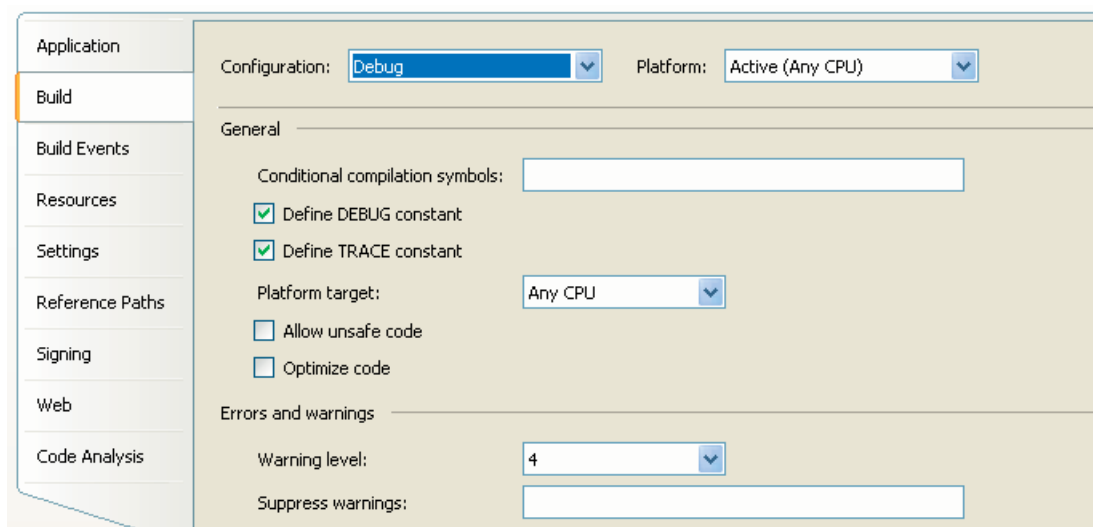 Application
Build
Build Events
Resources
Settings
Reference Paths
Signing
Web
Code Analysis
Configuration: Debug Platform: Active (Any CPU)
General
Conditional compilation symbols:
Define DEBUG constant
Define TRACE constant
Platform target: Any CPU
Allow unsafe code
Optimize code
Errors and warnings
Warning level: 4
Suppress warnings: